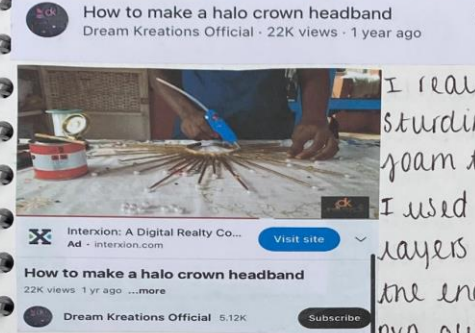 How to make a halo crown headband
Dream Kreations Official · 22K views · 1 year ago
I
sturdi
foam
I used
layers
the en
dk
Interxion: A Digital Realty Co...
Ad · interxion.com
Visit site
How to make a halo crown headband
22K views 1 yr ago ...more
Dream Kreations Official 5.12K
Subscribe